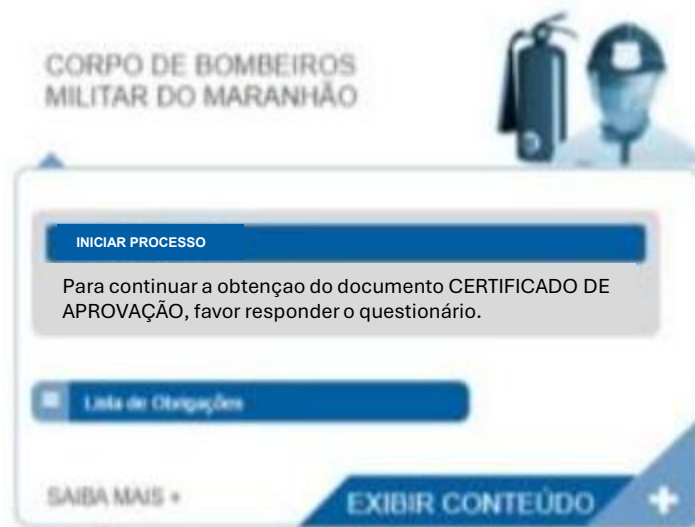 CORPO DE BOMBEIROS
MILITAR DO MARANHÃO
INICIAR PROCESSO
Para continuar a obtençao do documento CERTIFICADO DE
APROVAÇÃO, favor responder o questionário.
Lista de Obrigações
SAIBA MAIS +
EXIBIR CONTEÚDO +